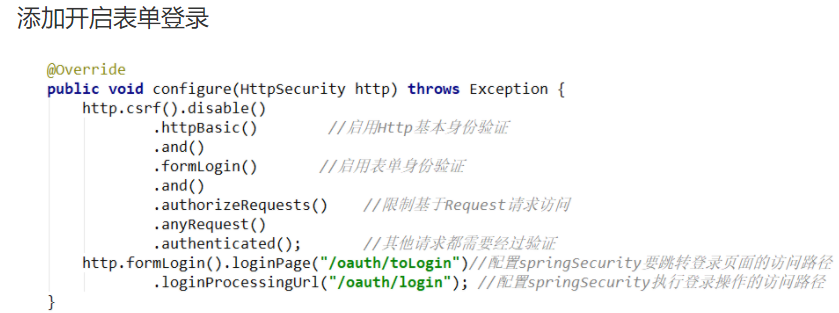 添加开启表单登录
@Override
public void configure(HttpSecurity http) throws Exception {
http.csrf().disable()
.httpBasic() //启用Http基本身份验证
.and()
.formLogin() //启用表单身份验证
.and()
.authorizeRequests() //限制基于Request请求访问
.anyRequest()
.authenticated(); //其他请求都需要经过验证
http.formLogin().loginPage("/oauth/toLogin")//配置springSecurity要跳转登录页面的访问路径
.loginProcessingUrl("/oauth/login"); //配置springSecurity执行登录操作的访问路径
}